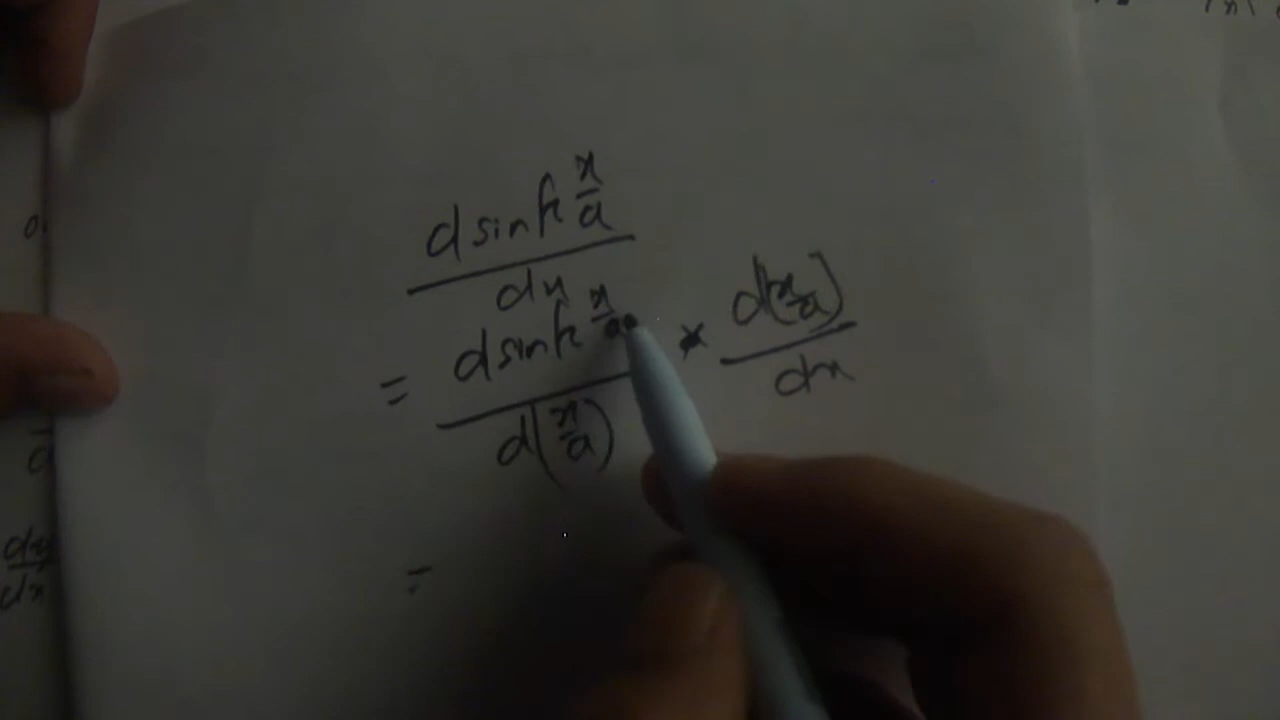 d sinh x/a
dx
= d sinh x/a × d(x/a)
d(x/a) dx
=